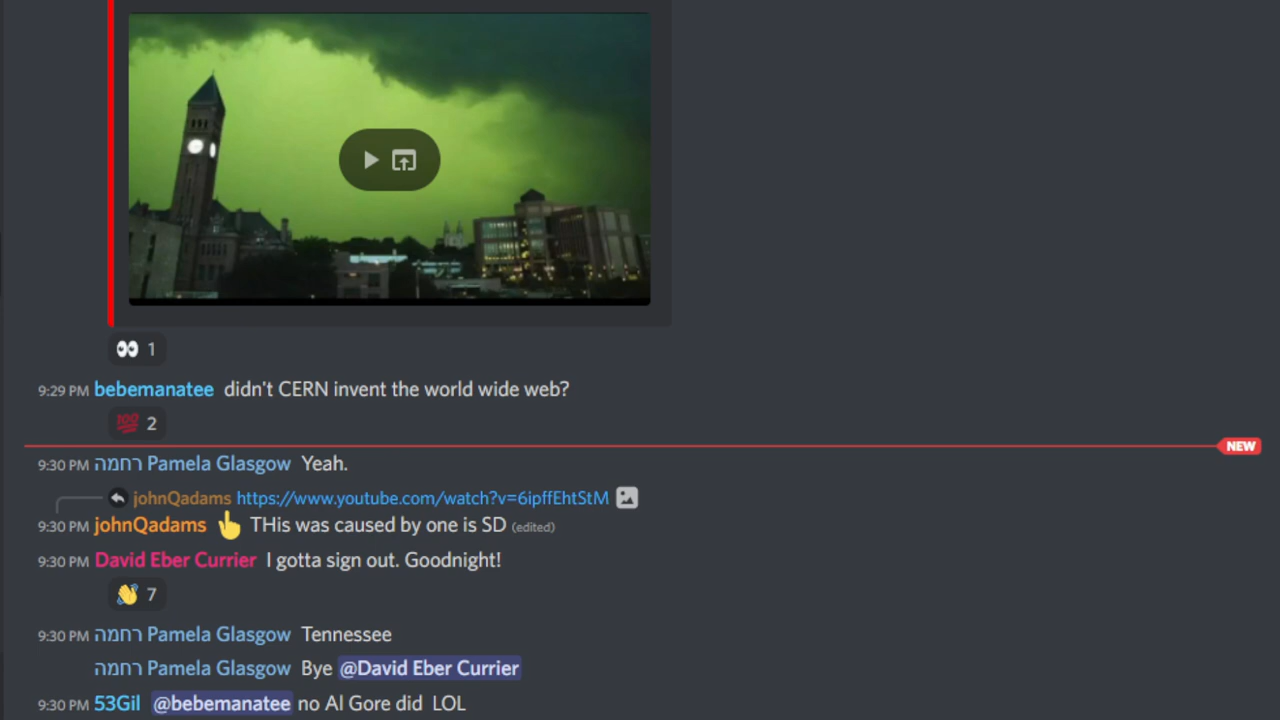 1
9:29 PM bebemanatee didn't CERN invent the world wide web?
2
NEW
9:30 PM רחמה Pamela Glasgow Yeah.
johnQadams https://www.youtube.com/watch?v=6ipffEhtStM
9:30 PM johnQadams 👆 THis was caused by one is SD (edited)
9:30 PM David Eber Currier I gotta sign out. Goodnight!
7
9:30 PM רחמה Pamela Glasgow Tennessee
רחמה Pamela Glasgow Bye @David Eber Currier
9:30 PM 53Gil @bebemanatee no Al Gore did LOL